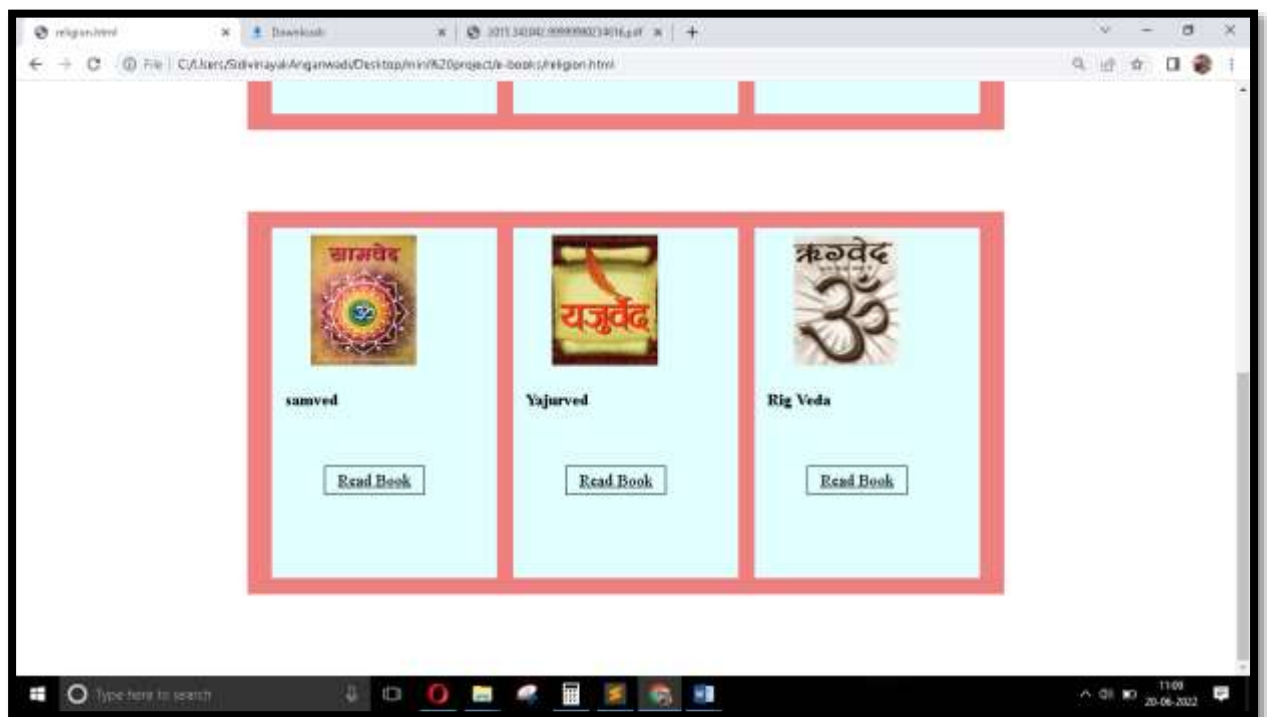 religion.html
Downloads
File | C:/Users/Sidivinayak/Anganwadi/Desktop/mini%20project/e-books/religion.html
सामवेद
ॐ
यजुर्वेद
ऋग्वेद
ॐ
samved
Yajurved
Rig Veda
Read Book
Read Book
Read Book
Type here to search
11:09
20-06-2022